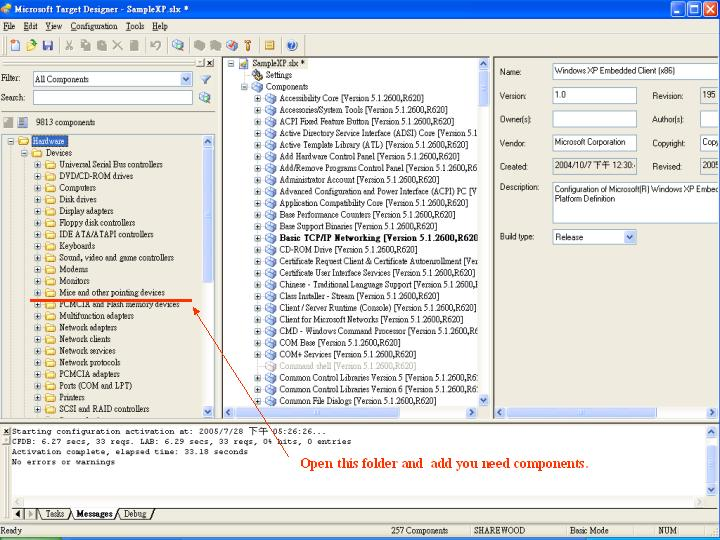 Microsoft Target Designer - SampleXP.slx *
File Edit View Configuration Tools Help
Filter: All Components
Search:
9813 components
Hardware
Devices
Universal Serial Bus controllers
DVD/CD-ROM drives
Computers
Disk drives
Display adapters
Floppy disk controllers
IDE ATA/ATAPI controllers
Keyboards
Sound, video and game controllers
Modems
Monitors
Mice and other pointing devices
PCMCIA and Flash memory devices
Multifunction adapters
Network adapters
Network clients
Network services
Network protocols
PCMCIA adapters
Ports (COM and LPT)
Printers
SCSI and RAID controllers
SampleXP.slx *
Settings
Components
Accessibility Core [Version 5.1.2600,R620]
Accessories/System Tools [Version 5.1.2600,R620]
ACPI Fixed Feature Button [Version 5.1.2600,R620]
Active Directory Service Interface (ADSI) Core [Version 5.1
Active Template Library (ATL) [Version 5.1.2600,R620]
Add Hardware Control Panel [Version 5.1.2600,R620]
Add/Remove Programs Control Panel [Version 5.1.2600,R
Administrator Account [Version 5.1.2600,R620]
Advanced Configuration and Power Interface (ACPI) PC [V
Application Compatibility Core [Version 5.1.2600,R620]
Base Performance Counters [Version 5.1.2600,R620]
Base Support Binaries [Version 5.1.2600,R620]
Basic TCP/IP Networking [Version 5.1.2600,R620
CD-ROM Drive [Version 5.1.2600,R620]
Certificate Request Client & Certificate Autoenrollment [Ver
Certificate User Interface Services [Version 5.1.2600,R620]
Chinese - Traditional Language Support [Version 5.1.2600,
Class Installer - Stream [Version 5.1.2600,R620]
Client / Server Runtime (Console) [Version 5.1.2600,R620]
Client for Microsoft Networks [Version 5.1.2600,R620]
CMD - Windows Command Processor [Version 5.1.2600,R6
COM Base [Version 5.1.2600,R620]
COM+ Services [Version 5.1.2600,R620]
Command shell [Version 5.1.2600,R620]
Common Control Libraries Version 5 [Version 5.1.2600,R6
Common Control Libraries Version 6 [Version 5.1.2600,R6
Common File Dialogs [Version 5.1.2600,R620]
Name: Windows XP Embedded Client (x86)
Version: 1.0 Revision: 195
Owner(s): Author(s):
Vendor: Microsoft Corporation Copyright: Copy
Created: 2004/10/7 下午 12:30: Revised: 2005
Description: Configuration of Microsoft(R) Windows XP Embed
Platform Definition
Build type: Release
Starting configuration activation at: 2005/7/28 下午 05:26:26...
CFDB: 6.27 secs, 33 reqs. LAB: 6.29 secs, 33 reqs, 0% hits, 0 entries
Activation complete, elapsed time: 33.18 seconds
No errors or warnings
Open this folder and add you need components.
Tasks Messages Debug
Ready 257 Components SHAREWOOD Basic Mode NUM